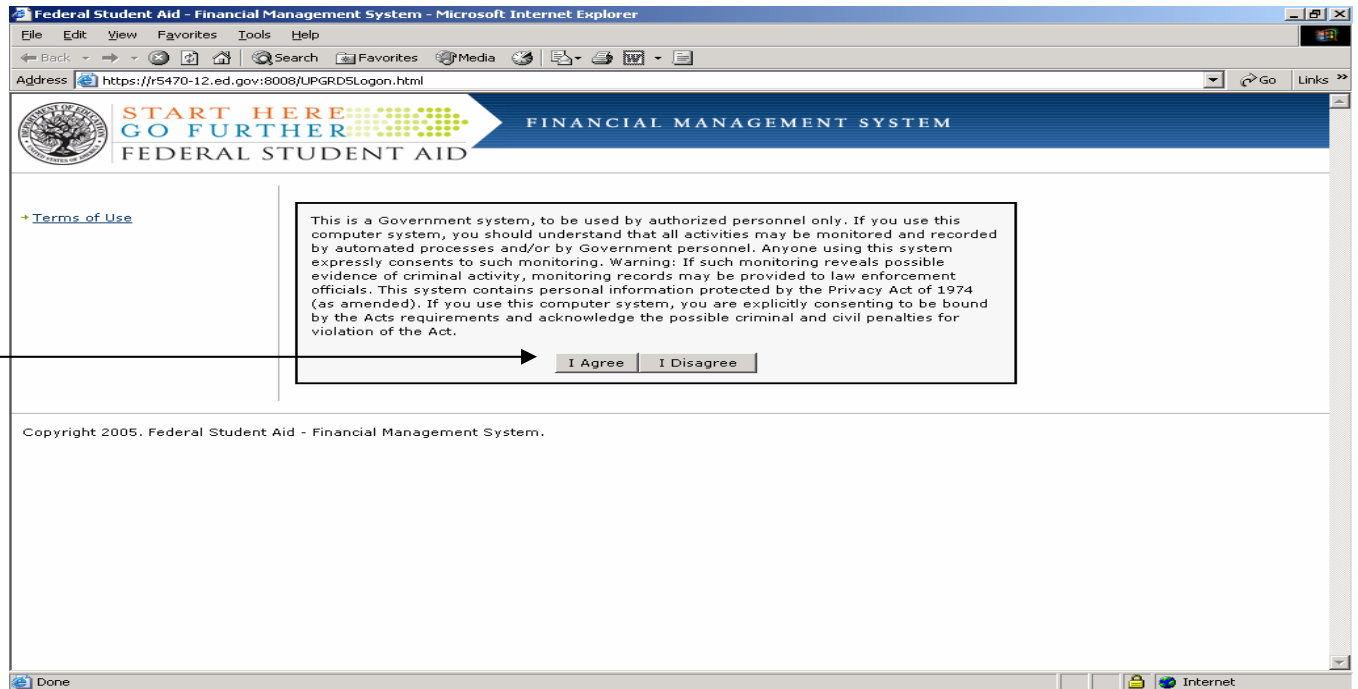 Federal Student Aid - Financial Management System - Microsoft Internet Explorer
File Edit View Favorites Tools Help
Back Search Favorites Media
Address https://r5470-12.ed.gov:8008/UPGRD5Logon.html Go Links »
START HERE
GO FURTHER
FEDERAL STUDENT AID
FINANCIAL MANAGEMENT SYSTEM
Terms of Use
This is a Government system, to be used by authorized personnel only. If you use this
computer system, you should understand that all activities may be monitored and recorded
by automated processes and/or by Government personnel. Anyone using this system
expressly consents to such monitoring. Warning: If such monitoring reveals possible
evidence of criminal activity, monitoring records may be provided to law enforcement
officials. This system contains personal information protected by the Privacy Act of 1974
(as amended). If you use this computer system, you are explicitly consenting to be bound
by the Acts requirements and acknowledge the possible criminal and civil penalties for
violation of the Act.
I Agree I Disagree
Copyright 2005. Federal Student Aid - Financial Management System.
Done Internet